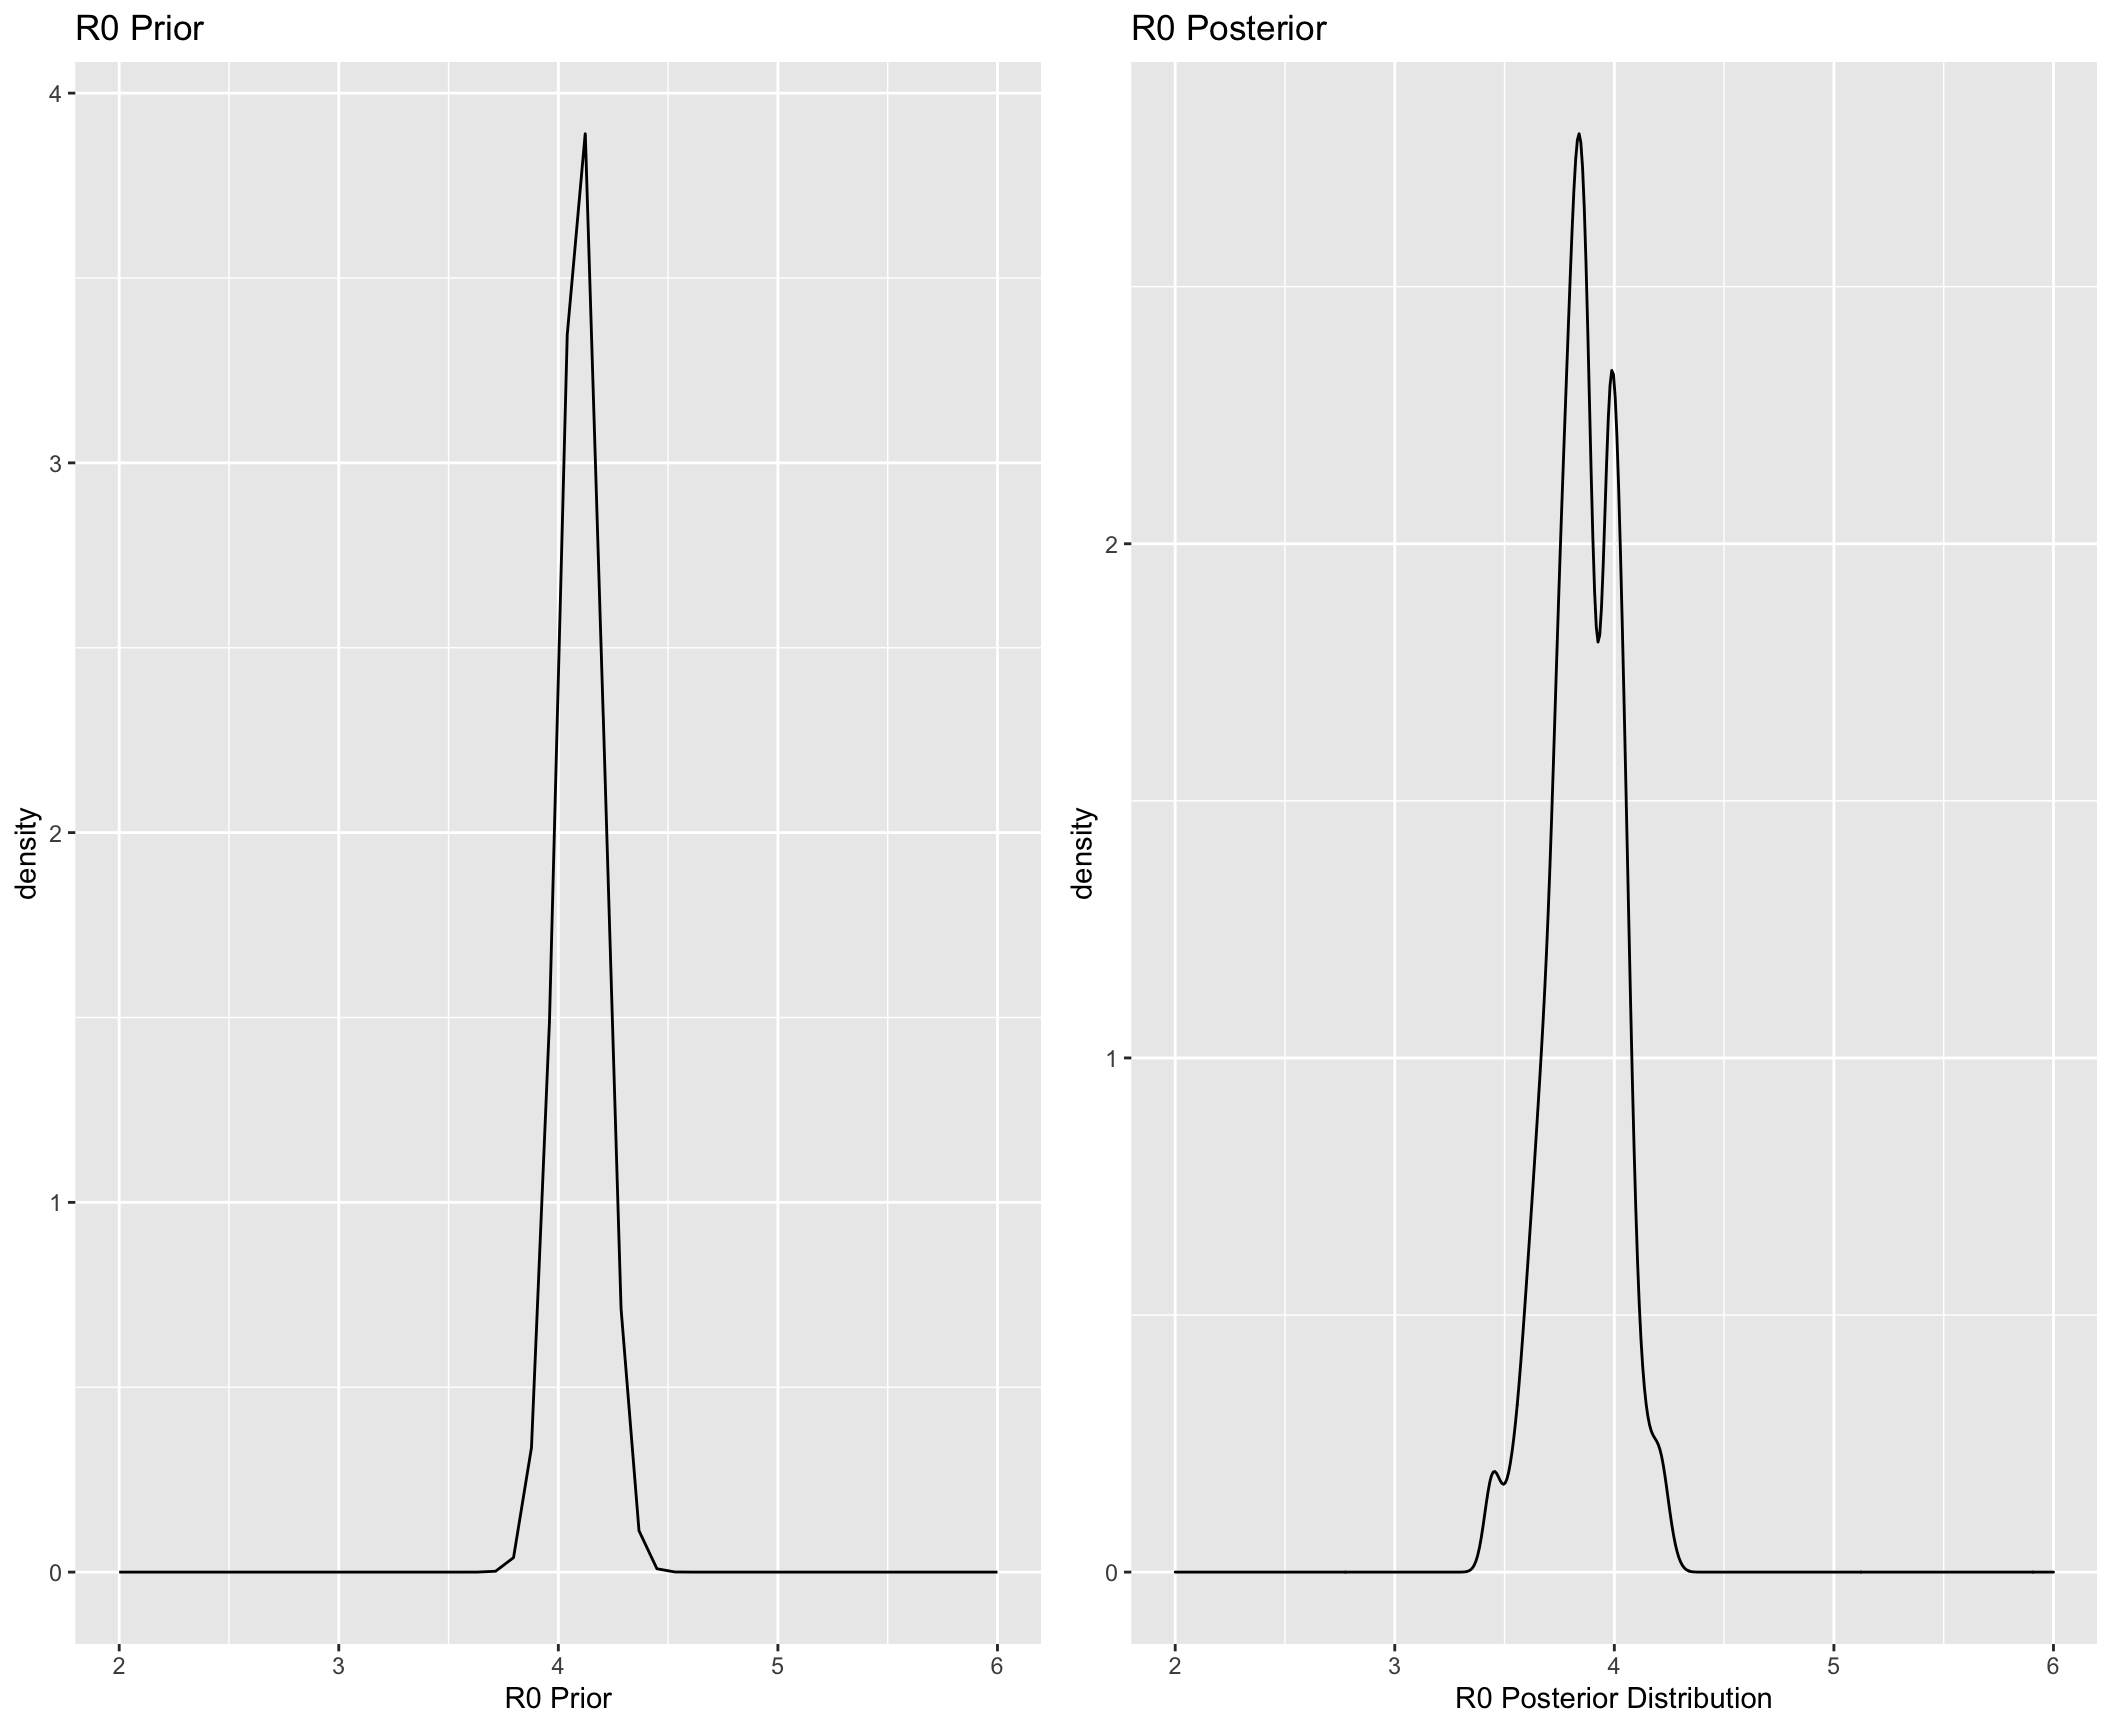 R0 Prior
4
3
2
1
0
density
2 3 4 5 6
R0 Prior
R0 Posterior
2
1
0
density
2 3 4 5 6
R0 Posterior Distribution